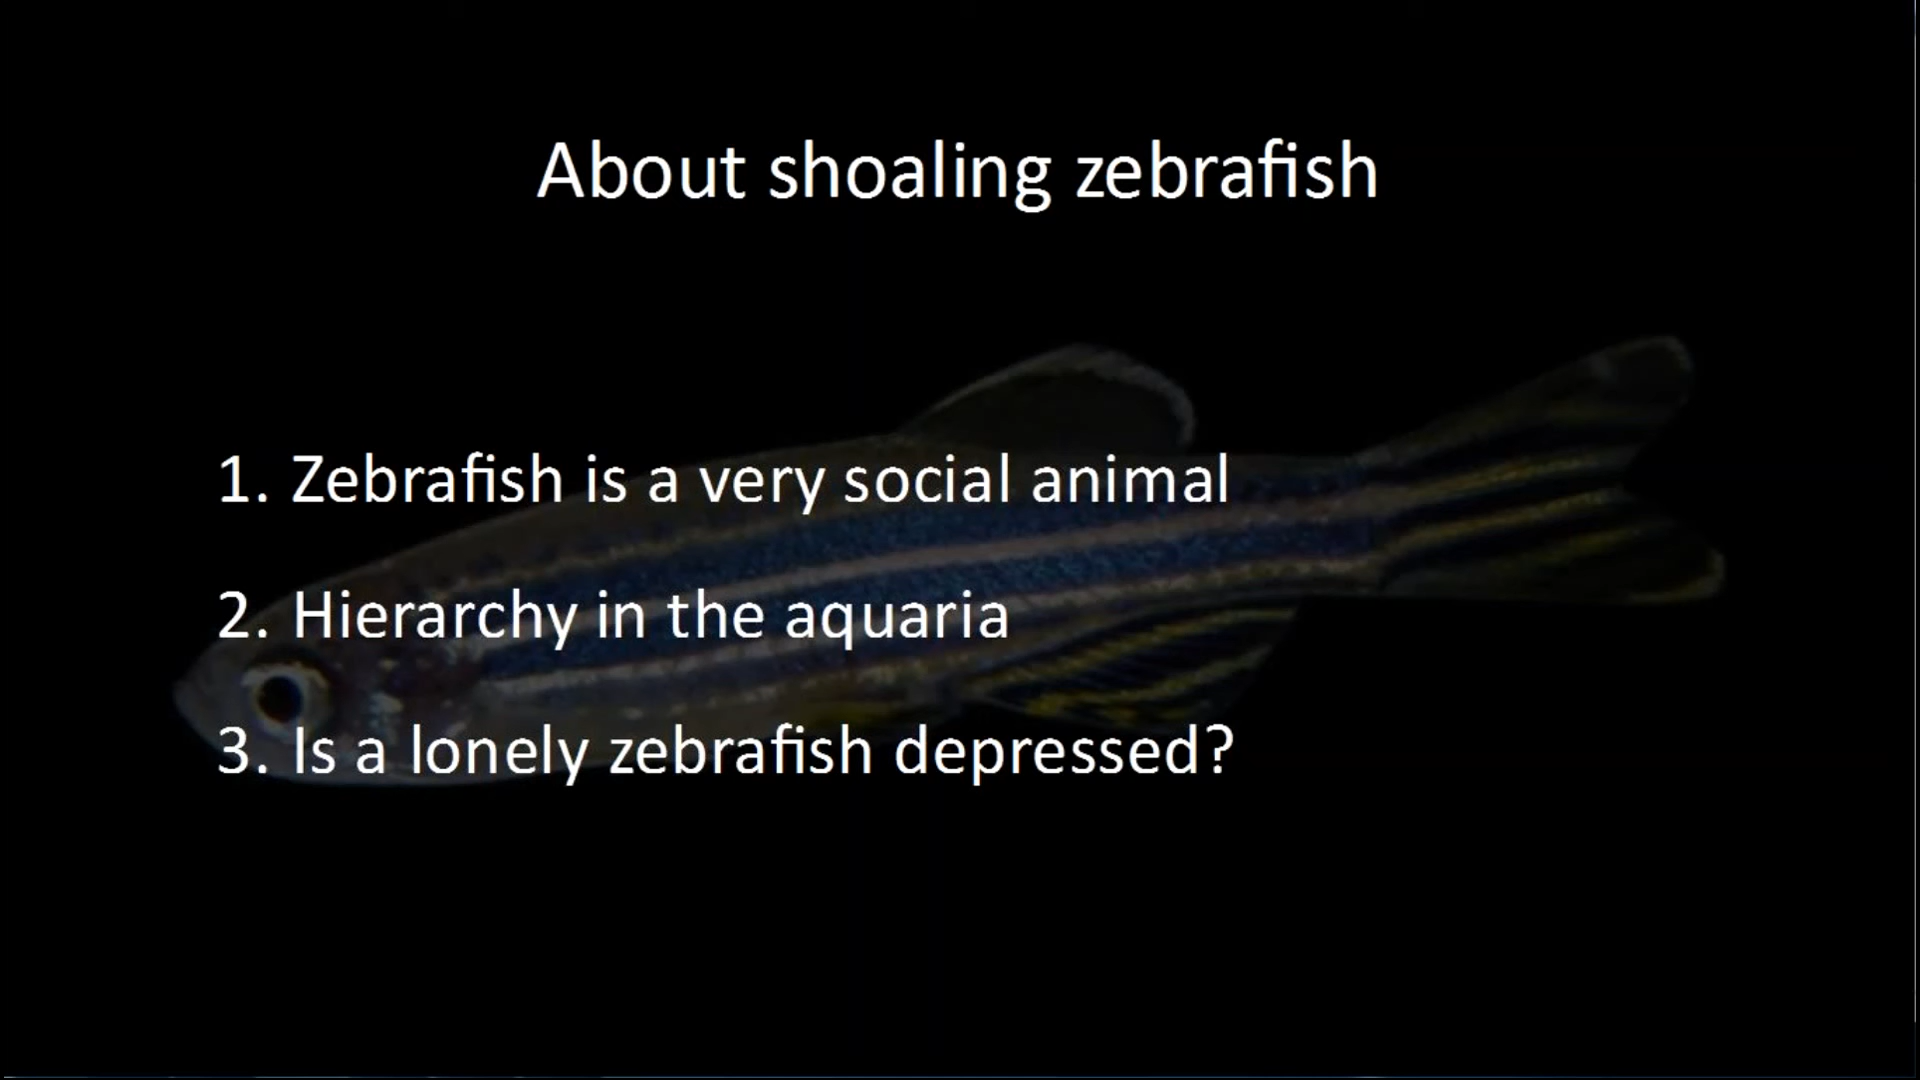 About shoaling zebrafish
1. Zebrafish is a very social animal
2. Hierarchy in the aquaria
3. Is a lonely zebrafish depressed?